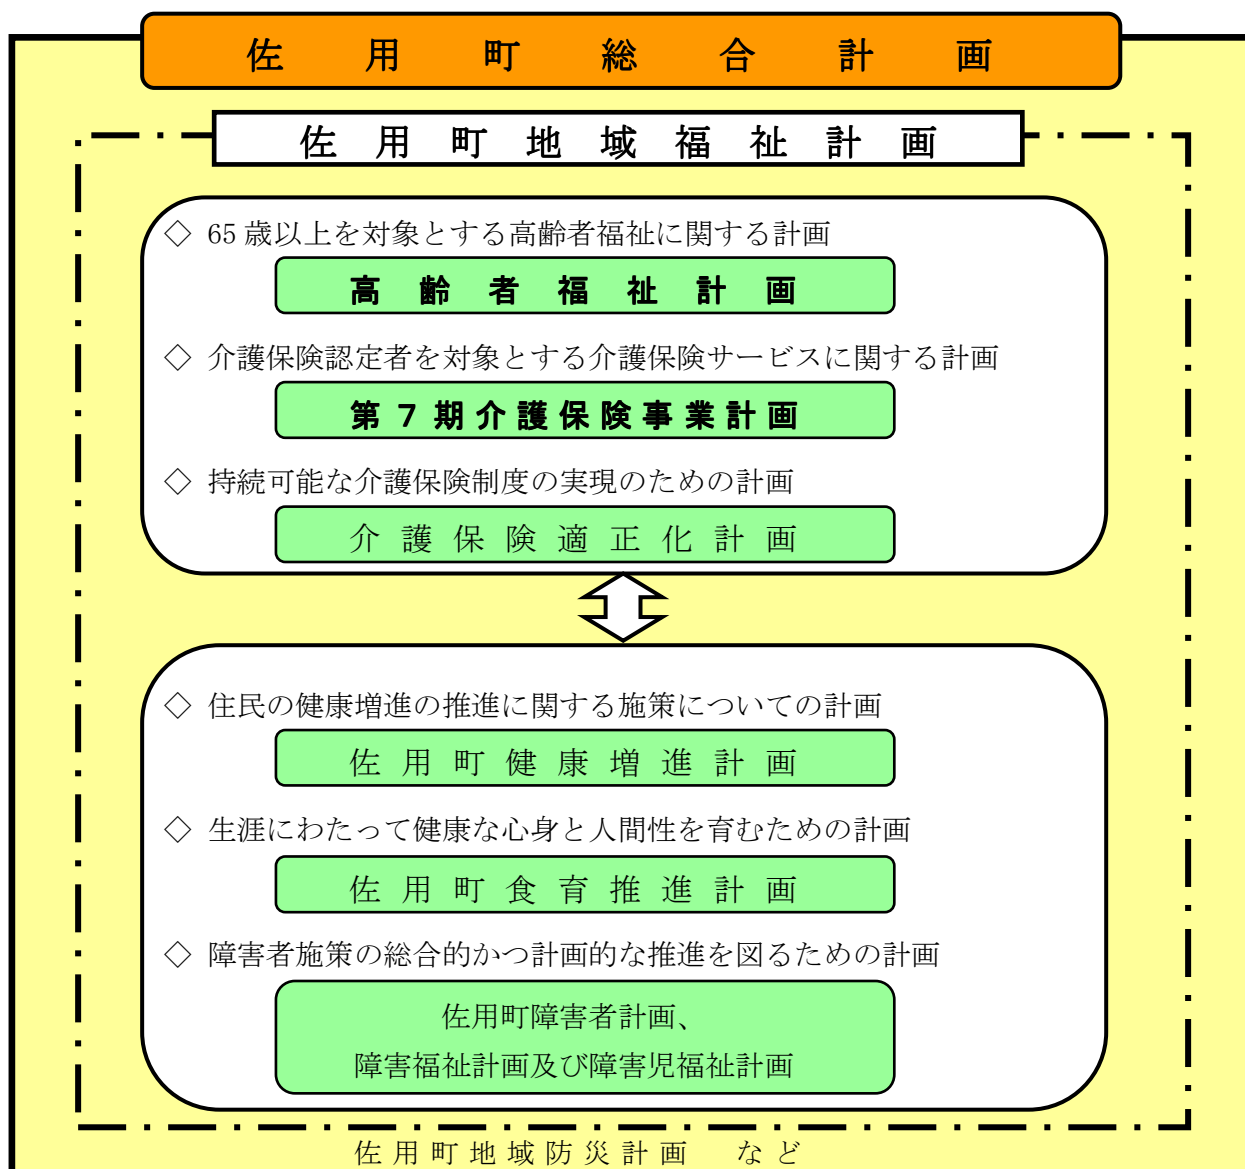 佐用町総合計画
佐用町地域福祉計画
◇ 65歳以上を対象とする高齢者福祉に関する計画
高齢者福祉計画
◇ 介護保険認定者を対象とする介護保険サービスに関する計画
第７期介護保険事業計画
◇ 持続可能な介護保険制度の実現のための計画
介護保険適正化計画
◇ 住民の健康増進の推進に関する施策についての計画
佐用町健康増進計画
◇ 生涯にわたって健康な心身と人間性を育むための計画
佐用町食育推進計画
◇ 障害者施策の総合的かつ計画的な推進を図るための計画
佐用町障害者計画、
障害福祉計画及び障害児福祉計画
佐用町地域防災計画　など